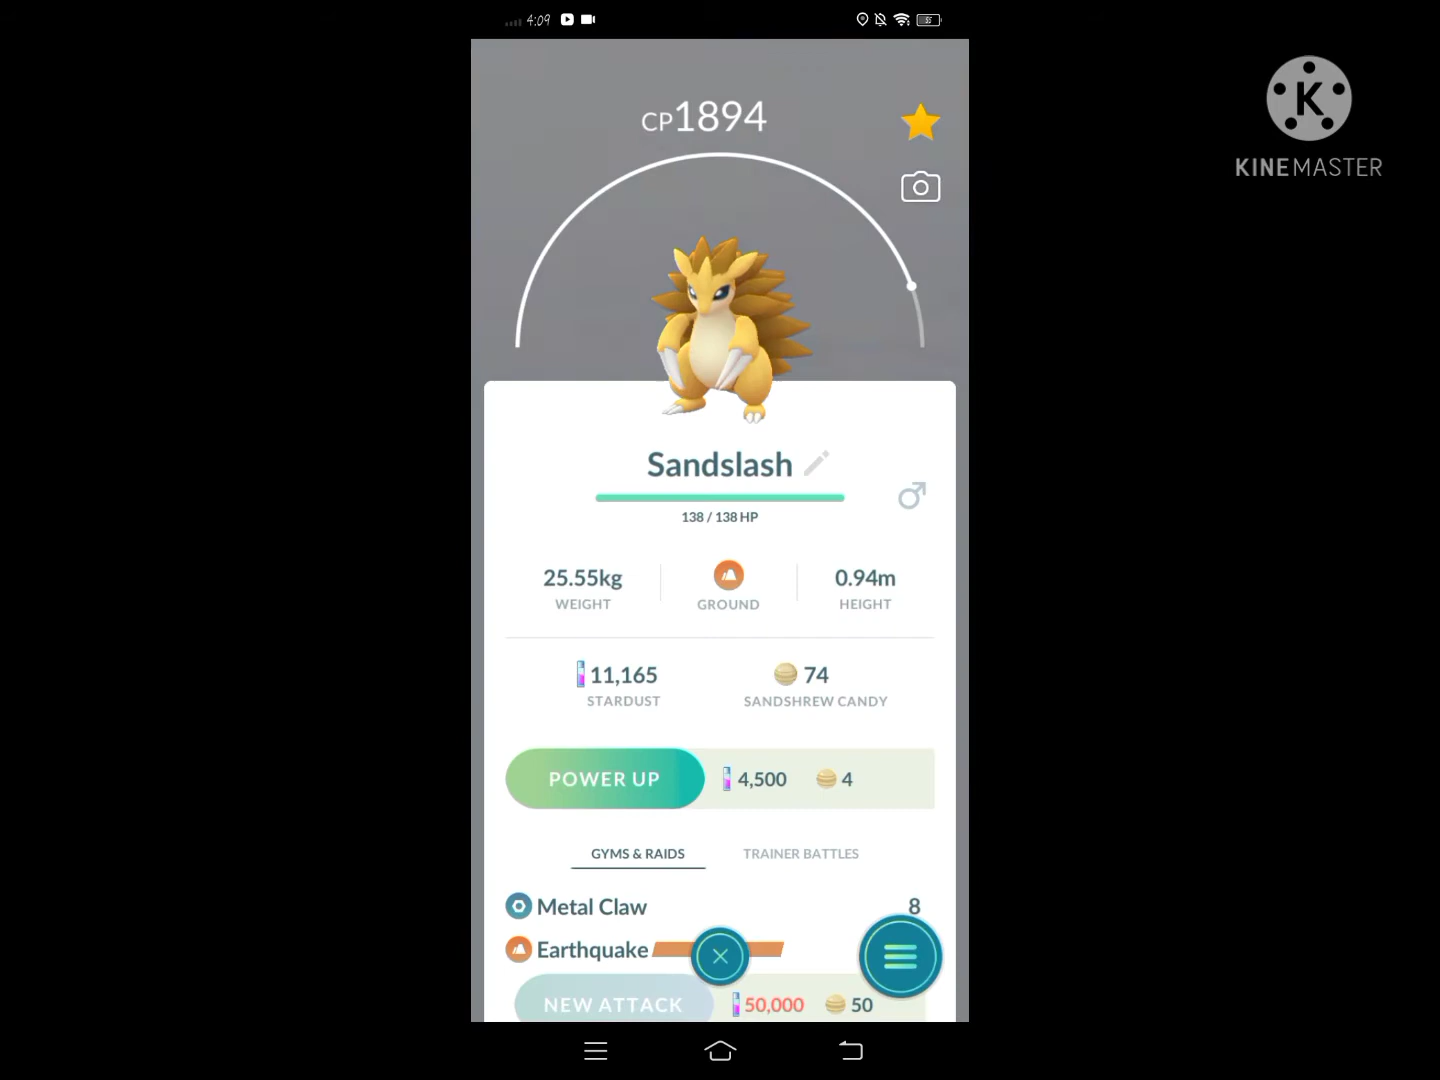 4:09
55
CP1894
K
KINEMASTER
Sandslash
138 / 138 HP
25.55kg
WEIGHT
GROUND
0.94m
HEIGHT
11,165
STARDUST
74
SANDSHREW CANDY
POWER UP
4,500
4
GYMS & RAIDS
TRAINER BATTLES
Metal Claw
8
Earthquake
NEW ATTACK
50,000
50